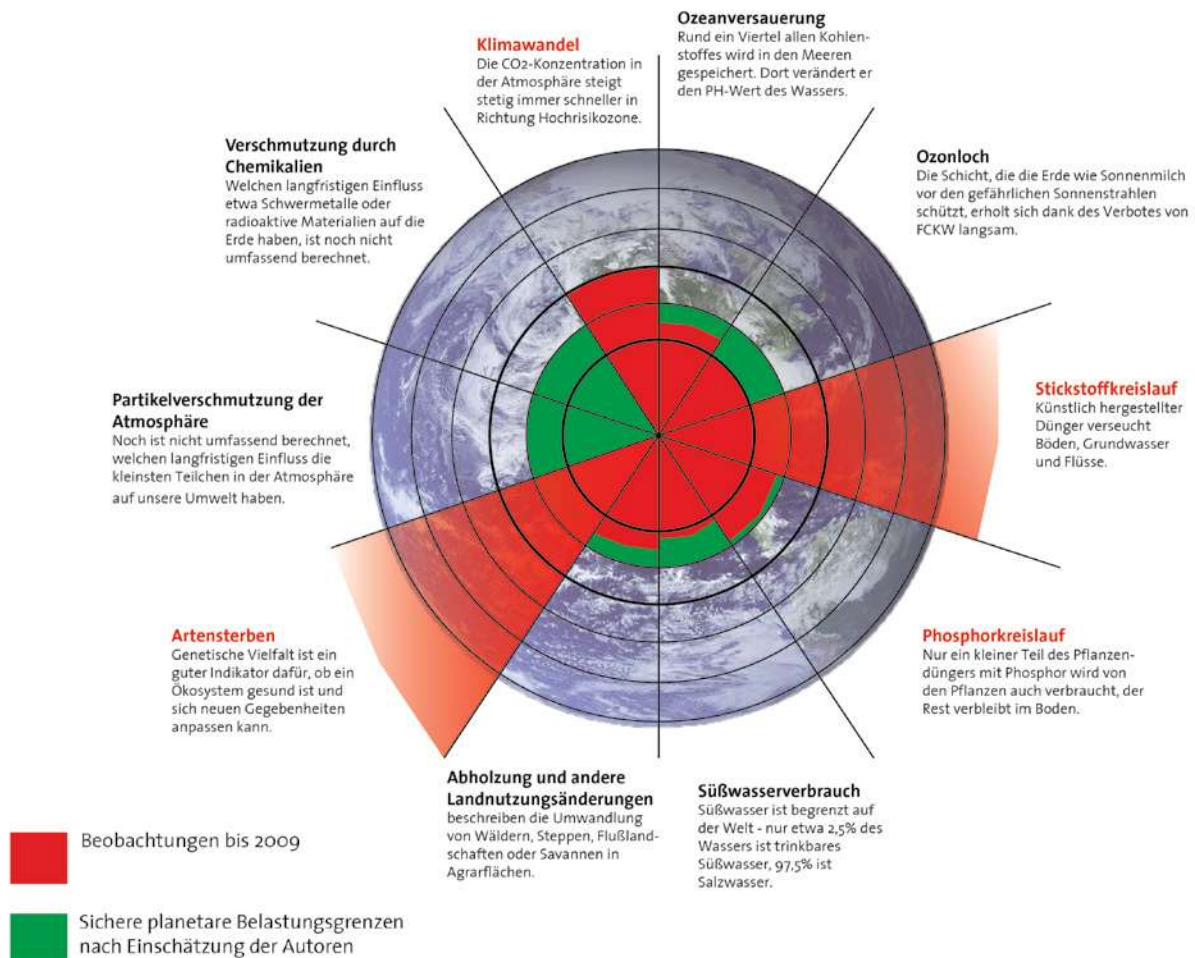 Ozeanversauerung
Rund ein Viertel allen Kohlen-
stoffes wird in den Meeren
gespeichert. Dort verändert er
den PH-Wert des Wassers.
Klimawandel
Die CO2-Konzentration in
der Atmosphäre steigt
stetig immer schneller in
Richtung Hochrisikozone.
Verschmutzung durch
Chemikalien
Welchen langfristigen Einfluss
etwa Schwermetalle oder
radioaktive Materialien auf die
Erde haben, ist noch nicht
umfassend berechnet.
Ozonloch
Die Schicht, die die Erde wie Sonnenmilch
vor den gefährlichen Sonnenstrahlen
schützt, erholt sich dank des Verbotes von
FCKW langsam.
Partikelverschmutzung der
Atmosphäre
Noch ist nicht umfassend berechnet,
welchen langfristigen Einfluss die
kleinsten Teilchen in der Atmosphäre
auf unsere Umwelt haben.
Stickstoffkreislauf
Künstlich hergestellter
Dünger verseucht
Böden, Grundwasser
und Flüsse.
Artensterben
Genetische Vielfalt ist ein
guter Indikator dafür, ob ein
Ökosystem gesund ist und
sich neuen Gegebenheiten
anpassen kann.
Phosphorkreislauf
Nur ein kleiner Teil des Pflanzen-
düngers mit Phosphor wird von
den Pflanzen auch verbraucht, der
Rest verbleibt im Boden.
Abholzung und andere
Landnutzungsänderungen
beschreiben die Umwandlung
von Wäldern, Steppen, Flußland-
schaften oder Savannen in
Agrarflächen.
Süßwasserverbrauch
Süßwasser ist begrenzt auf
der Welt - nur etwa 2,5% des
Wassers ist trinkbares
Süßwasser, 97,5% ist
Salzwasser.
Beobachtungen bis 2009
Sichere planetare Belastungsgrenzen
nach Einschätzung der Autoren